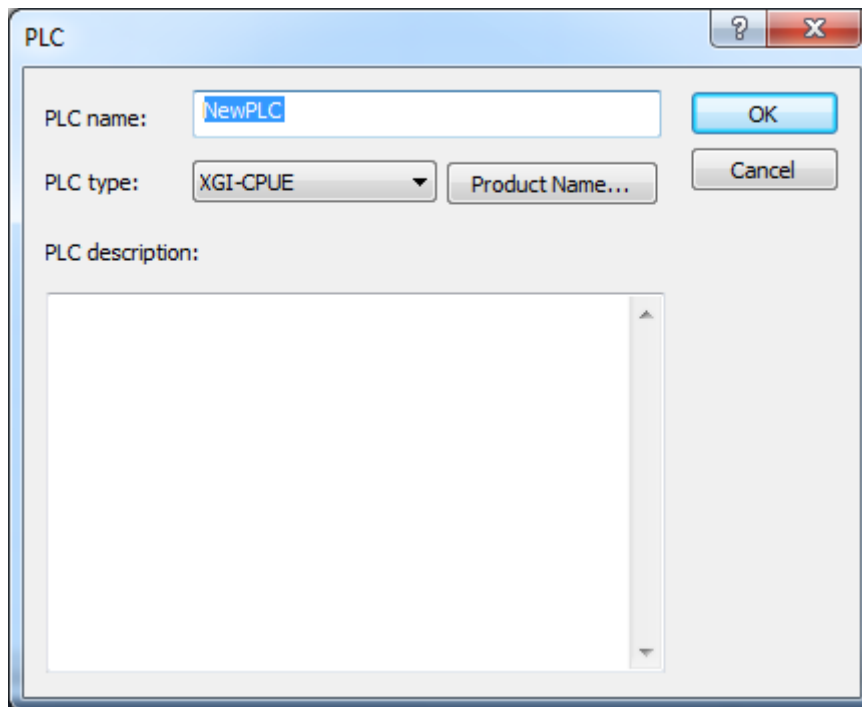 PLC
PLC name:
NewPLC
OK
PLC type:
XGI-CPUE
Product Name...
Cancel
PLC description: